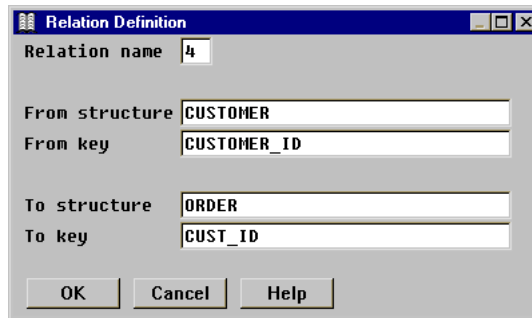 Relation Definition
Relation name 4
From structure CUSTOMER
From key CUSTOMER_ID
To structure ORDER
To key CUST_ID
OK Cancel Help